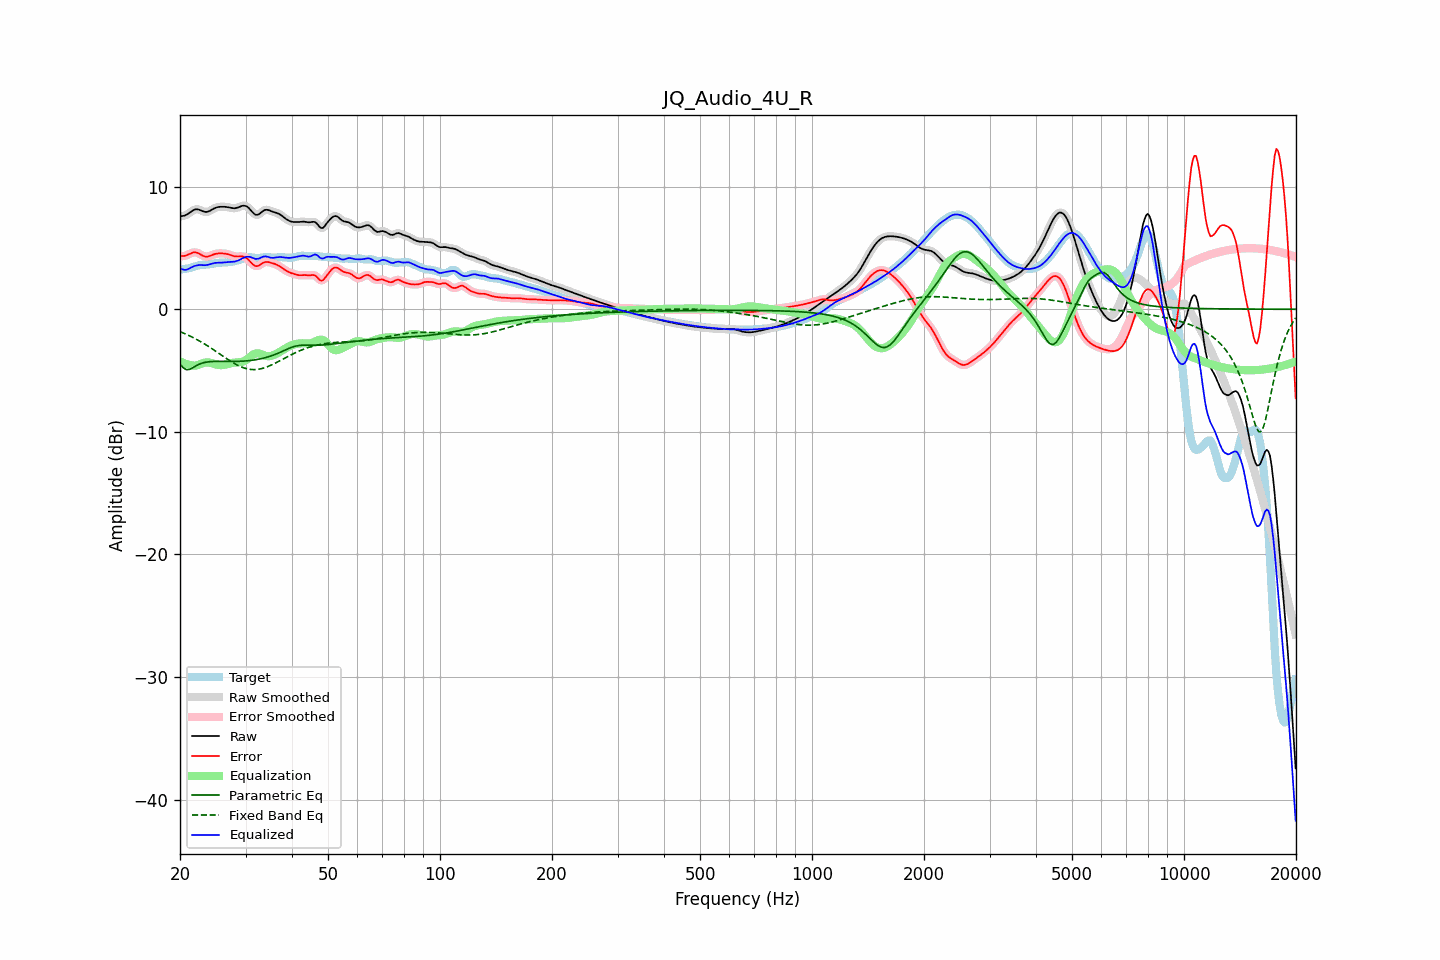 JQ_Audio_4U_R
10
0
−10
−20
−30
−40
Amplitude (dBr)
Target
Raw Smoothed
Error Smoothed
Raw
Error
Equalization
Parametric Eq
Fixed Band Eq
Equalized
20 50 100 200 500 1000 2000 5000 10000 20000
Frequency (Hz)